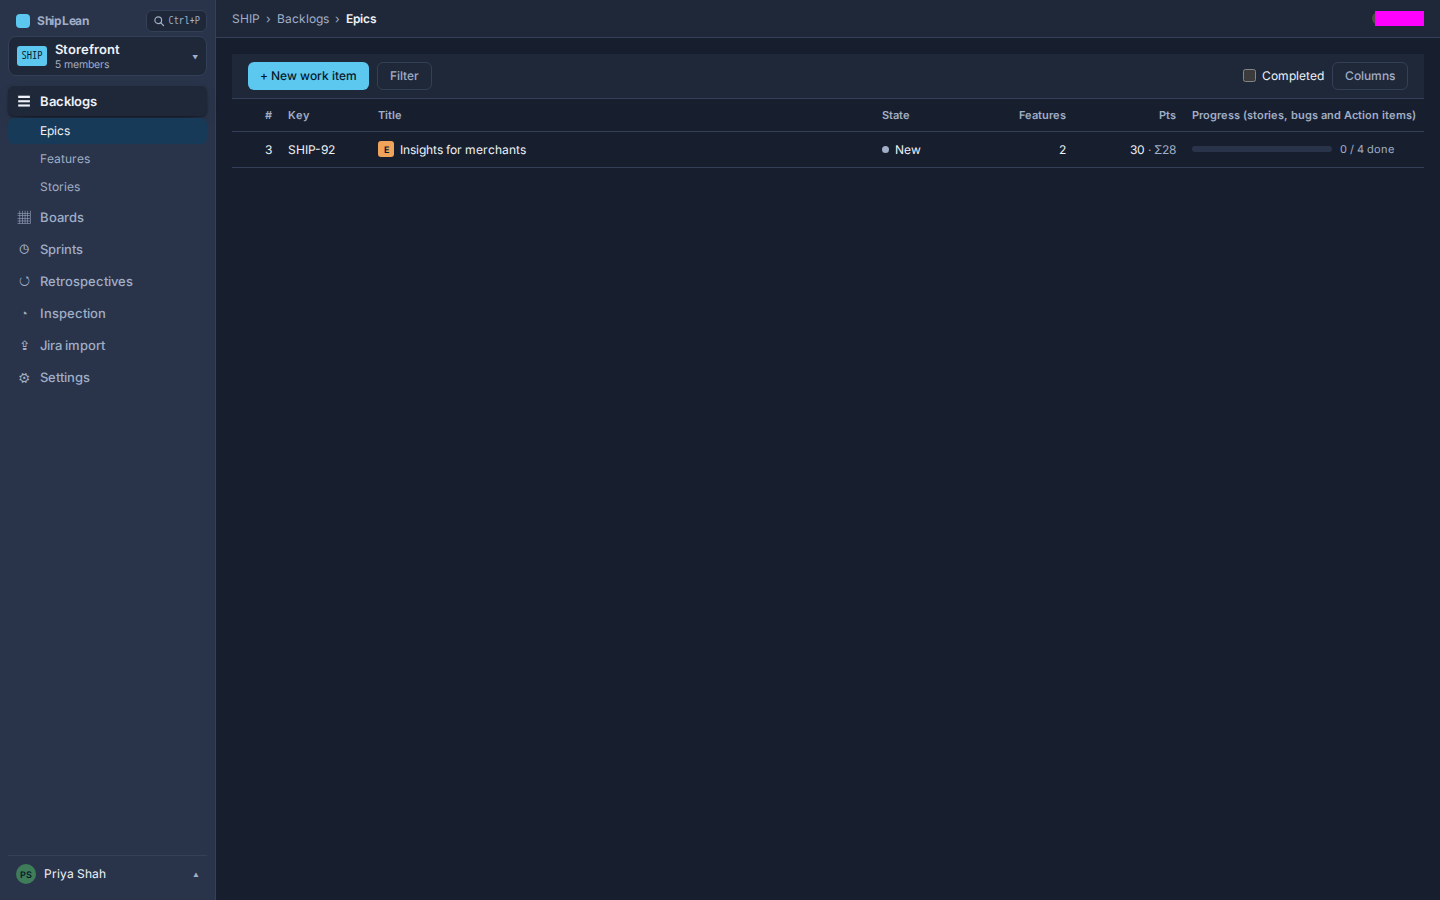 ShipLean
Ctrl+P
SHIP
Storefront
5 members
Backlogs
Epics
Features
Stories
Boards
Sprints
Retrospectives
Inspection
Jira import
Settings
PS
Priya Shah
SHIP › Backlogs › Epics
+ New work item
Filter
Completed
Columns
# Key Title State Features Pts Progress (stories, bugs and Action items)
3 SHIP-92 E Insights for merchants New 2 30 · Σ28 0 / 4 done